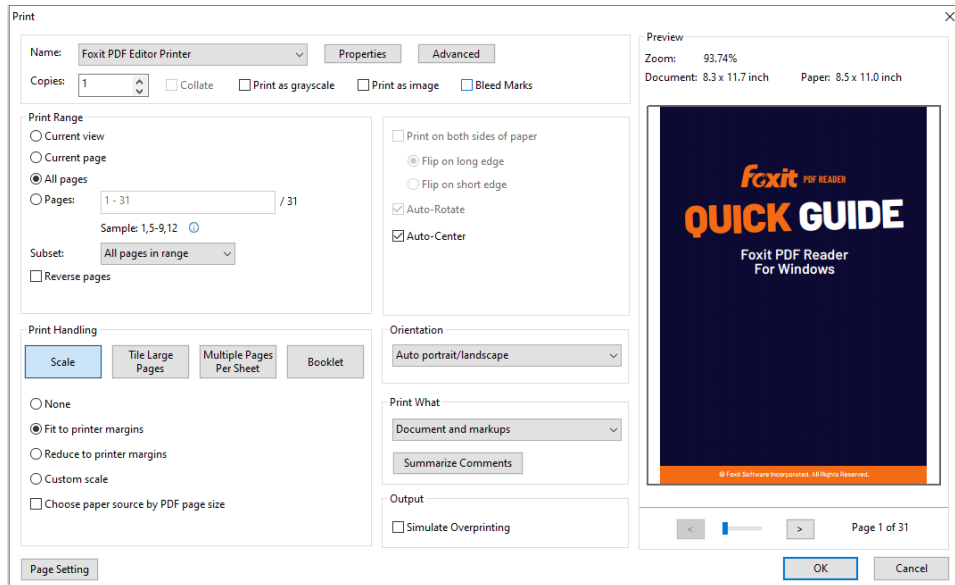 Print
Name: Foxit PDF Editor Printer Properties Advanced
Copies: 1 Collate Print as grayscale Print as image Bleed Marks
Print Range
Current view
Current page
All pages
Pages: 1 - 31 / 31
Sample: 1,5-9,12
Subset: All pages in range
Reverse pages
Print on both sides of paper
Flip on long edge
Flip on short edge
Auto-Rotate
Auto-Center
Print Handling
Scale
Tile Large
Pages
Multiple Pages
Per Sheet
Booklet
None
Fit to printer margins
Reduce to printer margins
Custom scale
Choose paper source by PDF page size
Orientation
Auto portrait/landscape
Print What
Document and markups
Summarize Comments
Output
Simulate Overprinting
Preview
Zoom: 93.74%
Document: 8.3 x 11.7 inch Paper: 8.5 x 11.0 inch
Foxit PDF READER
QUICK GUIDE
Foxit PDF Reader
For Windows
© Foxit Software Incorporated. All Rights Reserved.
< > Page 1 of 31
Page Setting OK Cancel